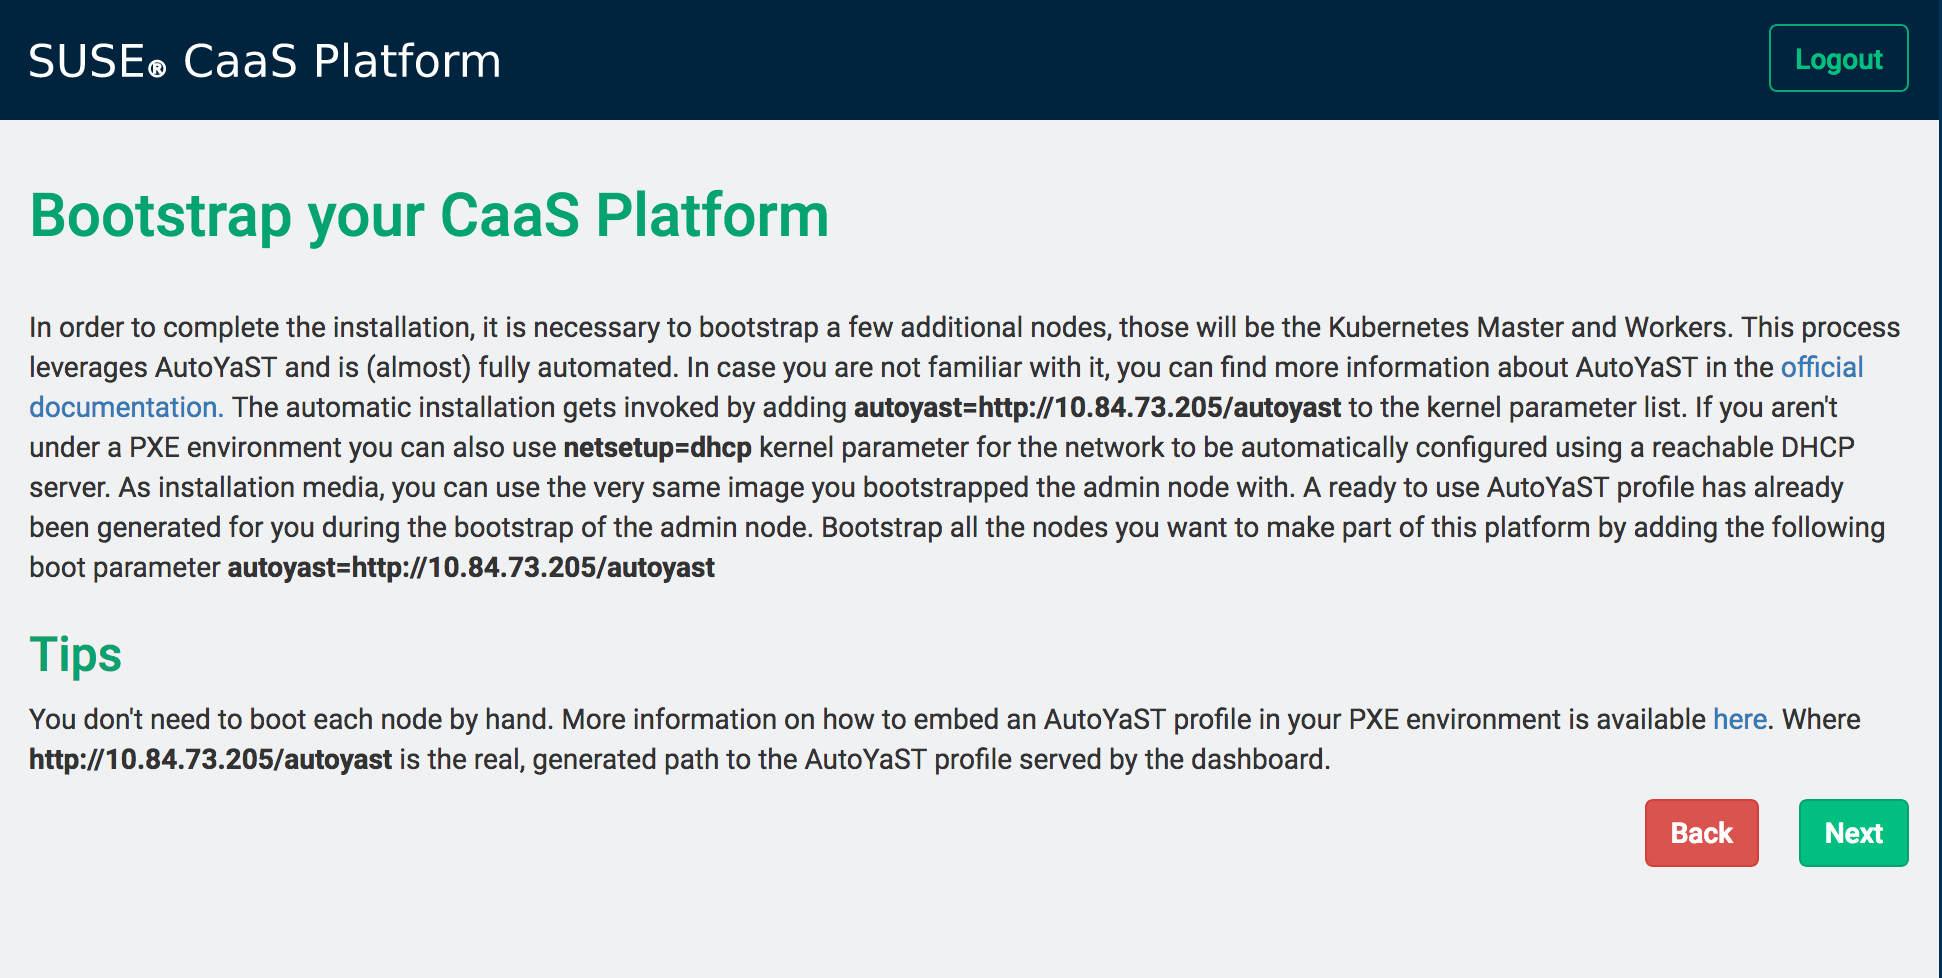 SUSE® CaaS Platform
Logout
Bootstrap your CaaS Platform
In order to complete the installation, it is necessary to bootstrap a few additional nodes, those will be the Kubernetes Master and Workers. This process
leverages AutoYaST and is (almost) fully automated. In case you are not familiar with it, you can find more information about AutoYaST in the official
documentation. The automatic installation gets invoked by adding autoyast=http://10.84.73.205/autoyast to the kernel parameter list. If you aren't
under a PXE environment you can also use netsetup=dhcp kernel parameter for the network to be automatically configured using a reachable DHCP
server. As installation media, you can use the very same image you bootstrapped the admin node with. A ready to use AutoYaST profile has already
been generated for you during the bootstrap of the admin node. Bootstrap all the nodes you want to make part of this platform by adding the following
boot parameter autoyast=http://10.84.73.205/autoyast
Tips
You don't need to boot each node by hand. More information on how to embed an AutoYaST profile in your PXE environment is available here. Where
http://10.84.73.205/autoyast is the real, generated path to the AutoYaST profile served by the dashboard.
Back
Next